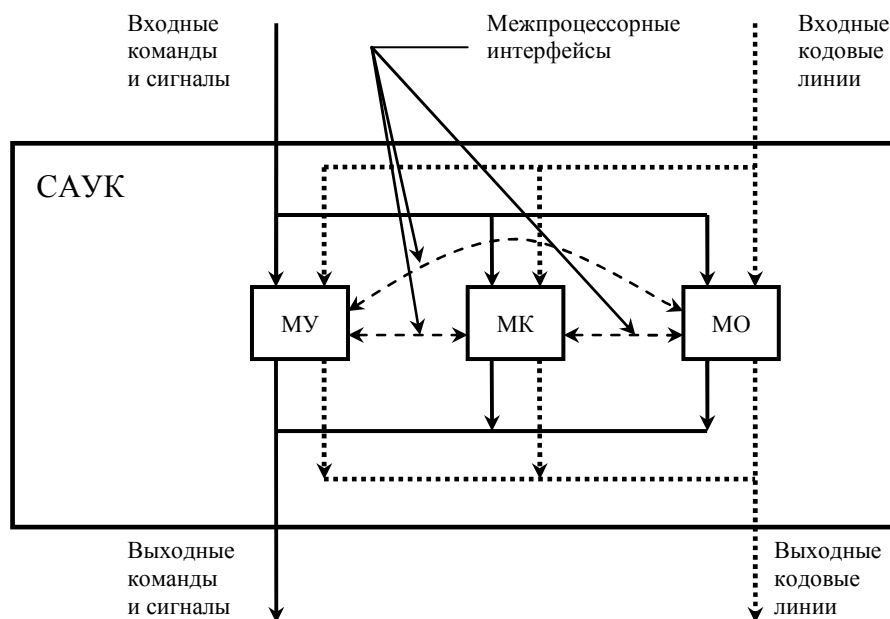 Входные
команды
и сигналы
Межпроцессорные
интерфейсы
Входные
кодовые
линии
САУК
МУ
МК
МО
Выходные
команды
и сигналы
Выходные
кодовые
линии